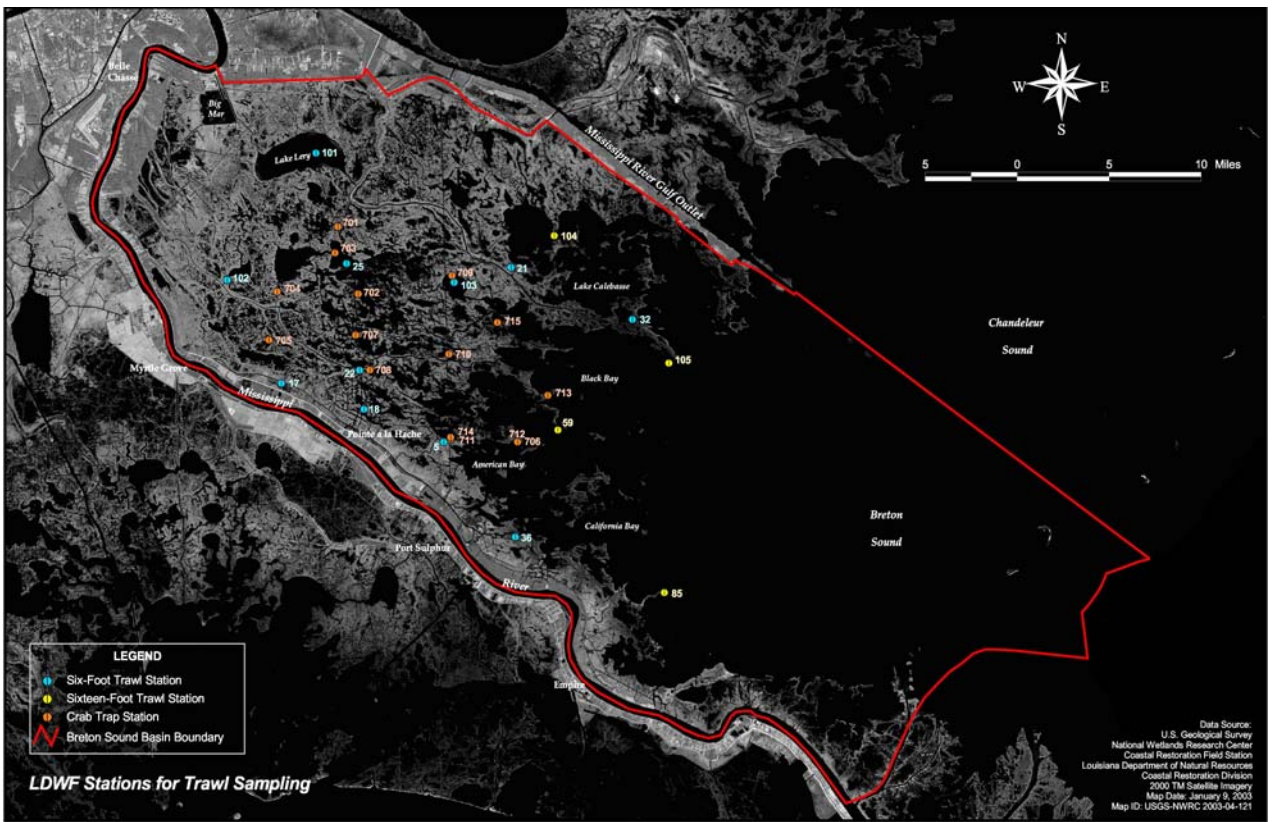 N
W E
S
5 0 5 10 Miles
Belle
Chasse
Big
Mar
Lake Lery
101
Mississippi River Gulf Outlet
701
104
703
25
102
704
702
709
103
21
Lake Calebasse
715
32
Chandeleur
Sound
705
707
710
105
Myrtle Grove
22
708
17
Black Bay
713
Mississippi
18
59
Pointe a la Hache
714
711
5
712
706
American Bay
Breton
Sound
California Bay
36
Port Sulphur
River
85
Empire
LEGEND
Six-Foot Trawl Station
Sixteen-Foot Trawl Station
Crab Trap Station
Breton Sound Basin Boundary
LDWF Stations for Trawl Sampling
Data Source:
U.S. Geological Survey
National Wetlands Research Center
Coastal Restoration Field Station
Louisiana Department of Natural Resources
Coastal Restoration Division
2000 TM Satellite Imagery
Map Date: January 9, 2003
Map ID: USGS-NWRC 2003-04-121